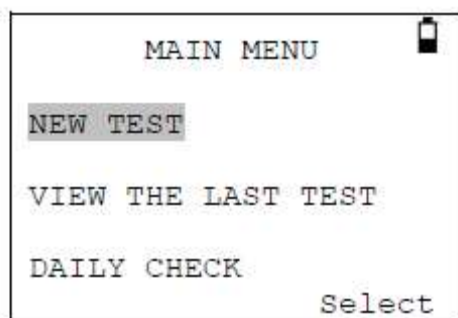 MAIN MENU
NEW TEST
VIEW THE LAST TEST
DAILY CHECK
Select